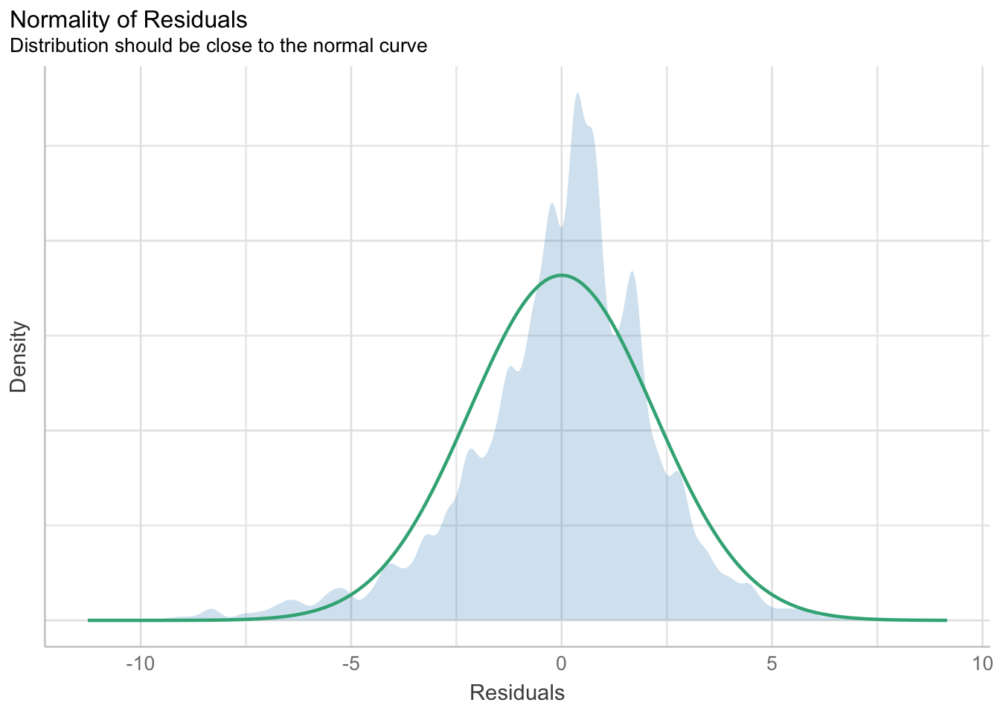 Normality of Residuals
Distribution should be close to the normal curve
Density
-10
-5
0
5
10
Residuals